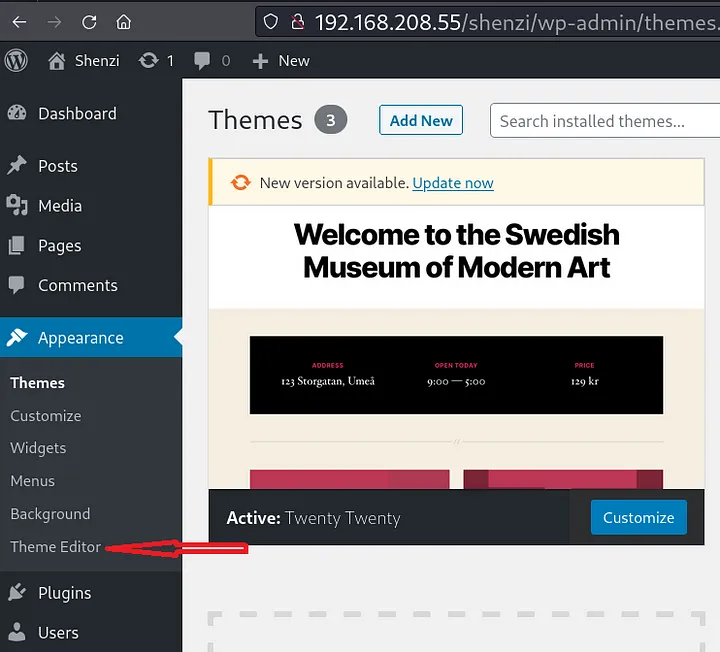 192.168.208.55/shenzi/wp-admin/themes.
Shenzi 1 0 New
Dashboard
Posts
Media
Pages
Comments
Appearance
Themes
Customize
Widgets
Menus
Background
Theme Editor
Plugins
Users
Themes 3 Add New Search installed themes...
New version available. Update now
Welcome to the Swedish
Museum of Modern Art
ADDRESS OPEN TODAY PRICE
123 Storgatan, Umeå 9:00 — 5:00 129 kr
Active: Twenty Twenty Customize